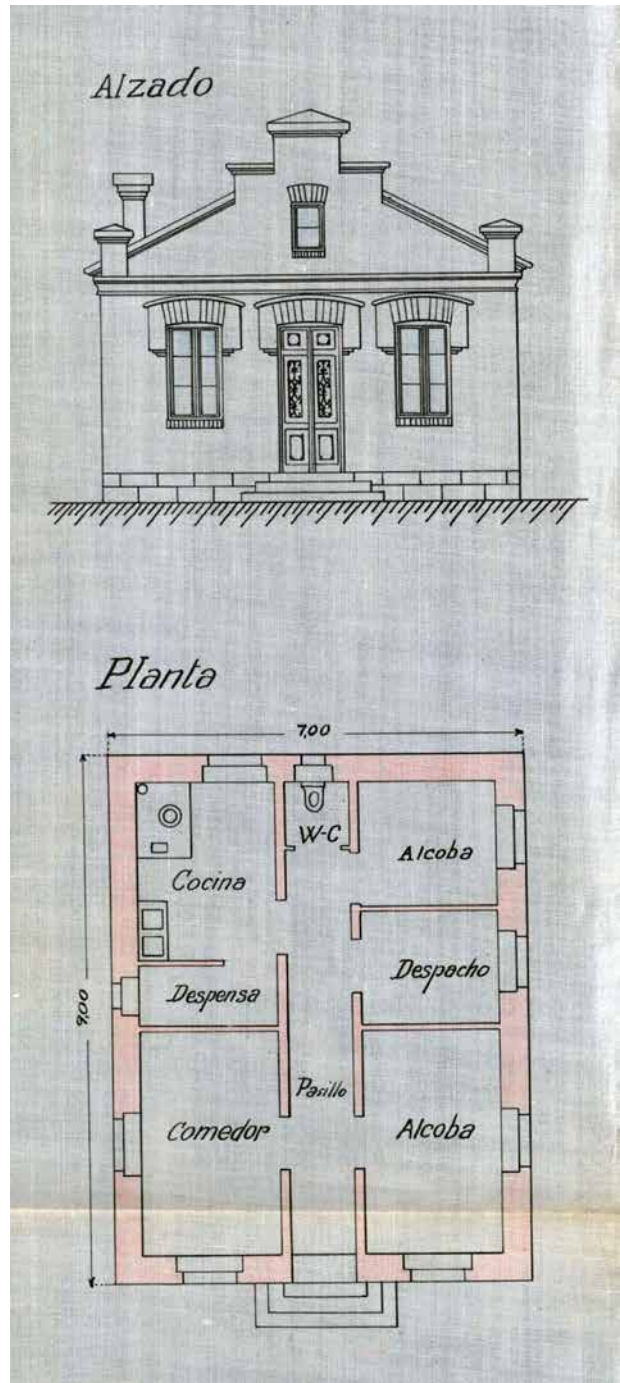 Alzado
Planta
7,00
W-C
Alcoba
Cocina
Despacho
Despensa
9,00
Pasillo
Comedor
Alcoba